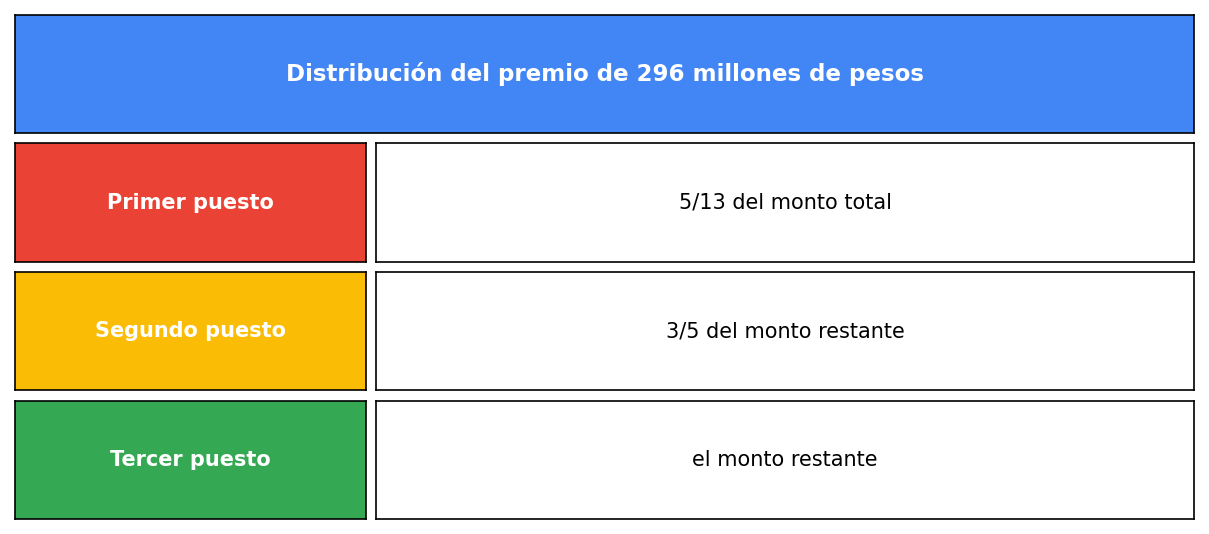 Distribución del premio de 296 millones de pesos
Primer puesto
5/13 del monto total
Segundo puesto
3/5 del monto restante
Tercer puesto
el monto restante